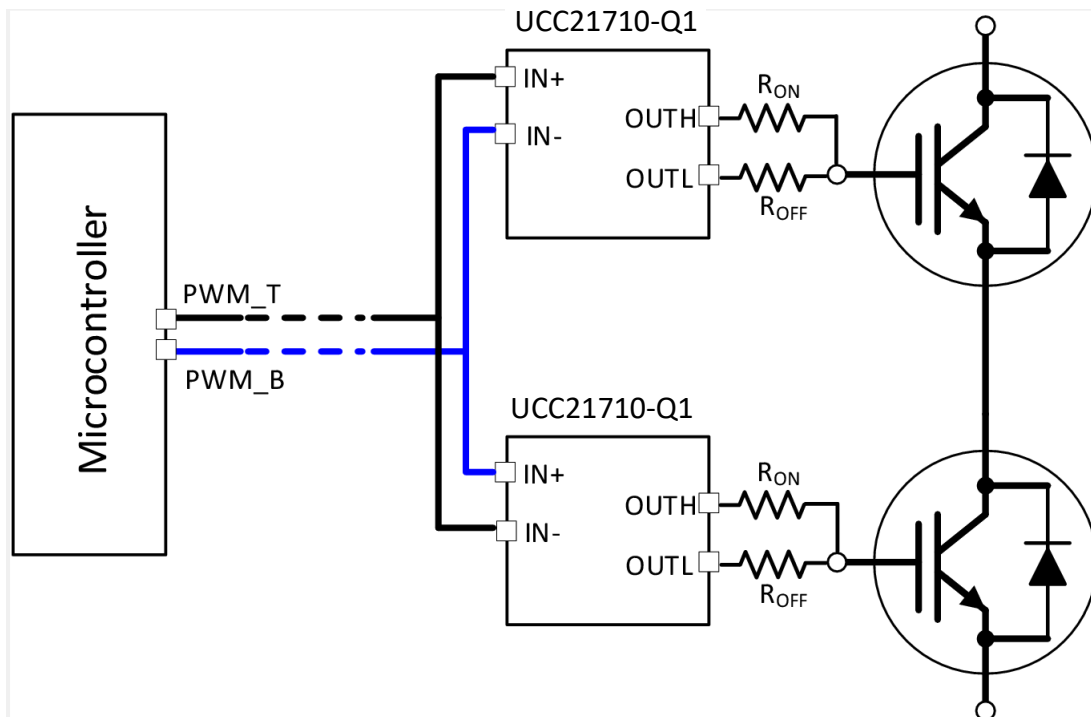 UCC21710-Q1
IN+
IN-
OUTH
OUTL
RON
ROFF
Microcontroller
PWM_T
PWM_B
UCC21710-Q1
IN+
IN-
OUTH
OUTL
RON
ROFF